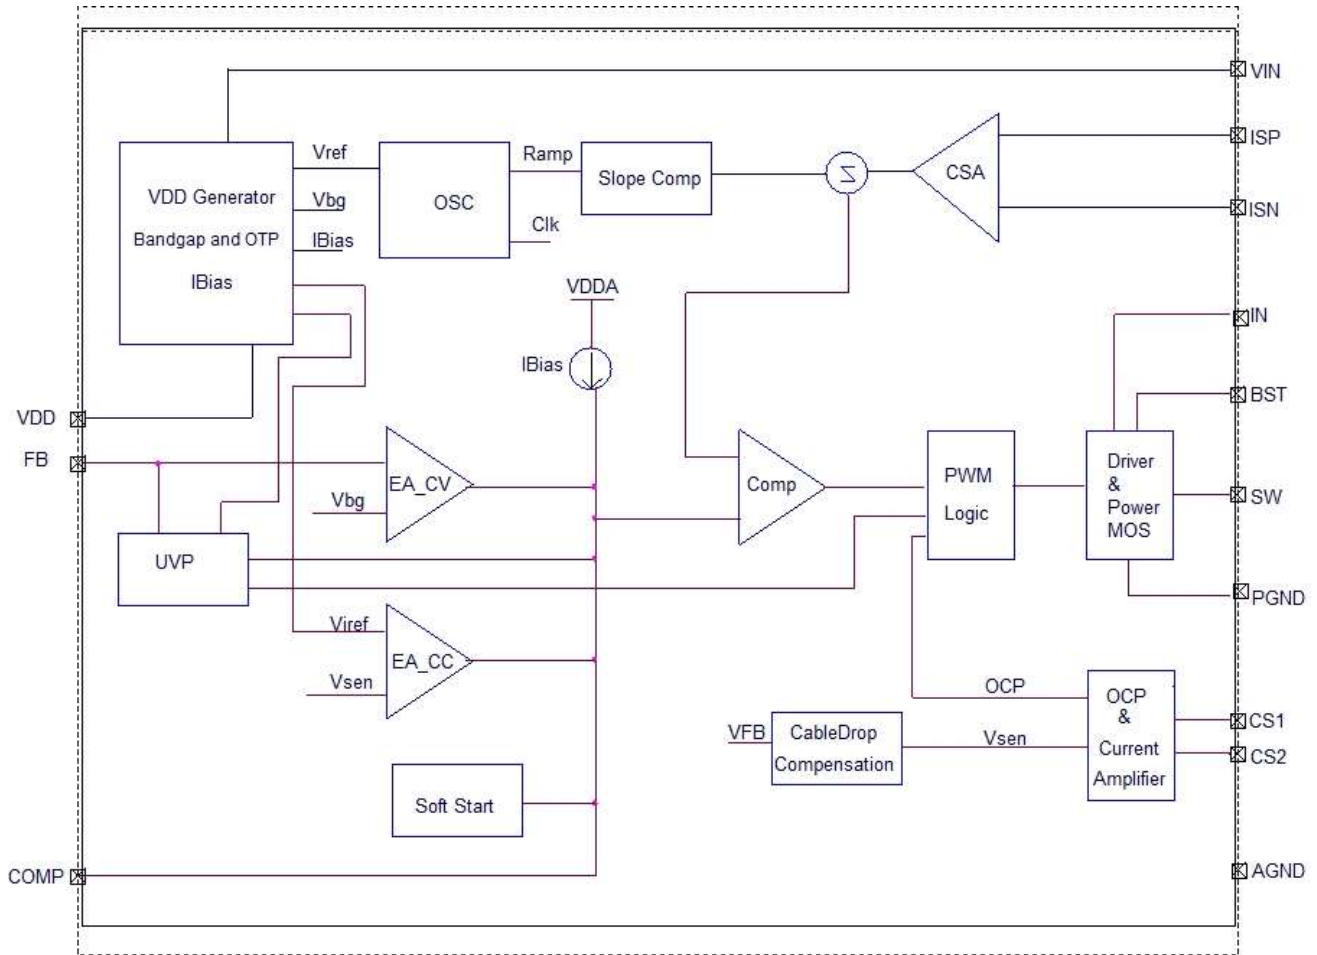 VIN
ISP
Vref
Ramp
VDD Generator
Bandgap and OTP
IBias
Vbg
IBias
OSC
Clk
Slope Comp
Σ
CSA
ISN
VDDA
IBias
IN
BST
VDD
FB
EA_CV
Vbg
Comp
PWM
Logic
Driver
&
Power
MOS
SW
UVP
PGND
Viref
EA_CC
Vsen
OCP
OCP
&
Current
Amplifier
CS1
CS2
VFB
CableDrop
Compensation
Vsen
Soft Start
COMP
AGND